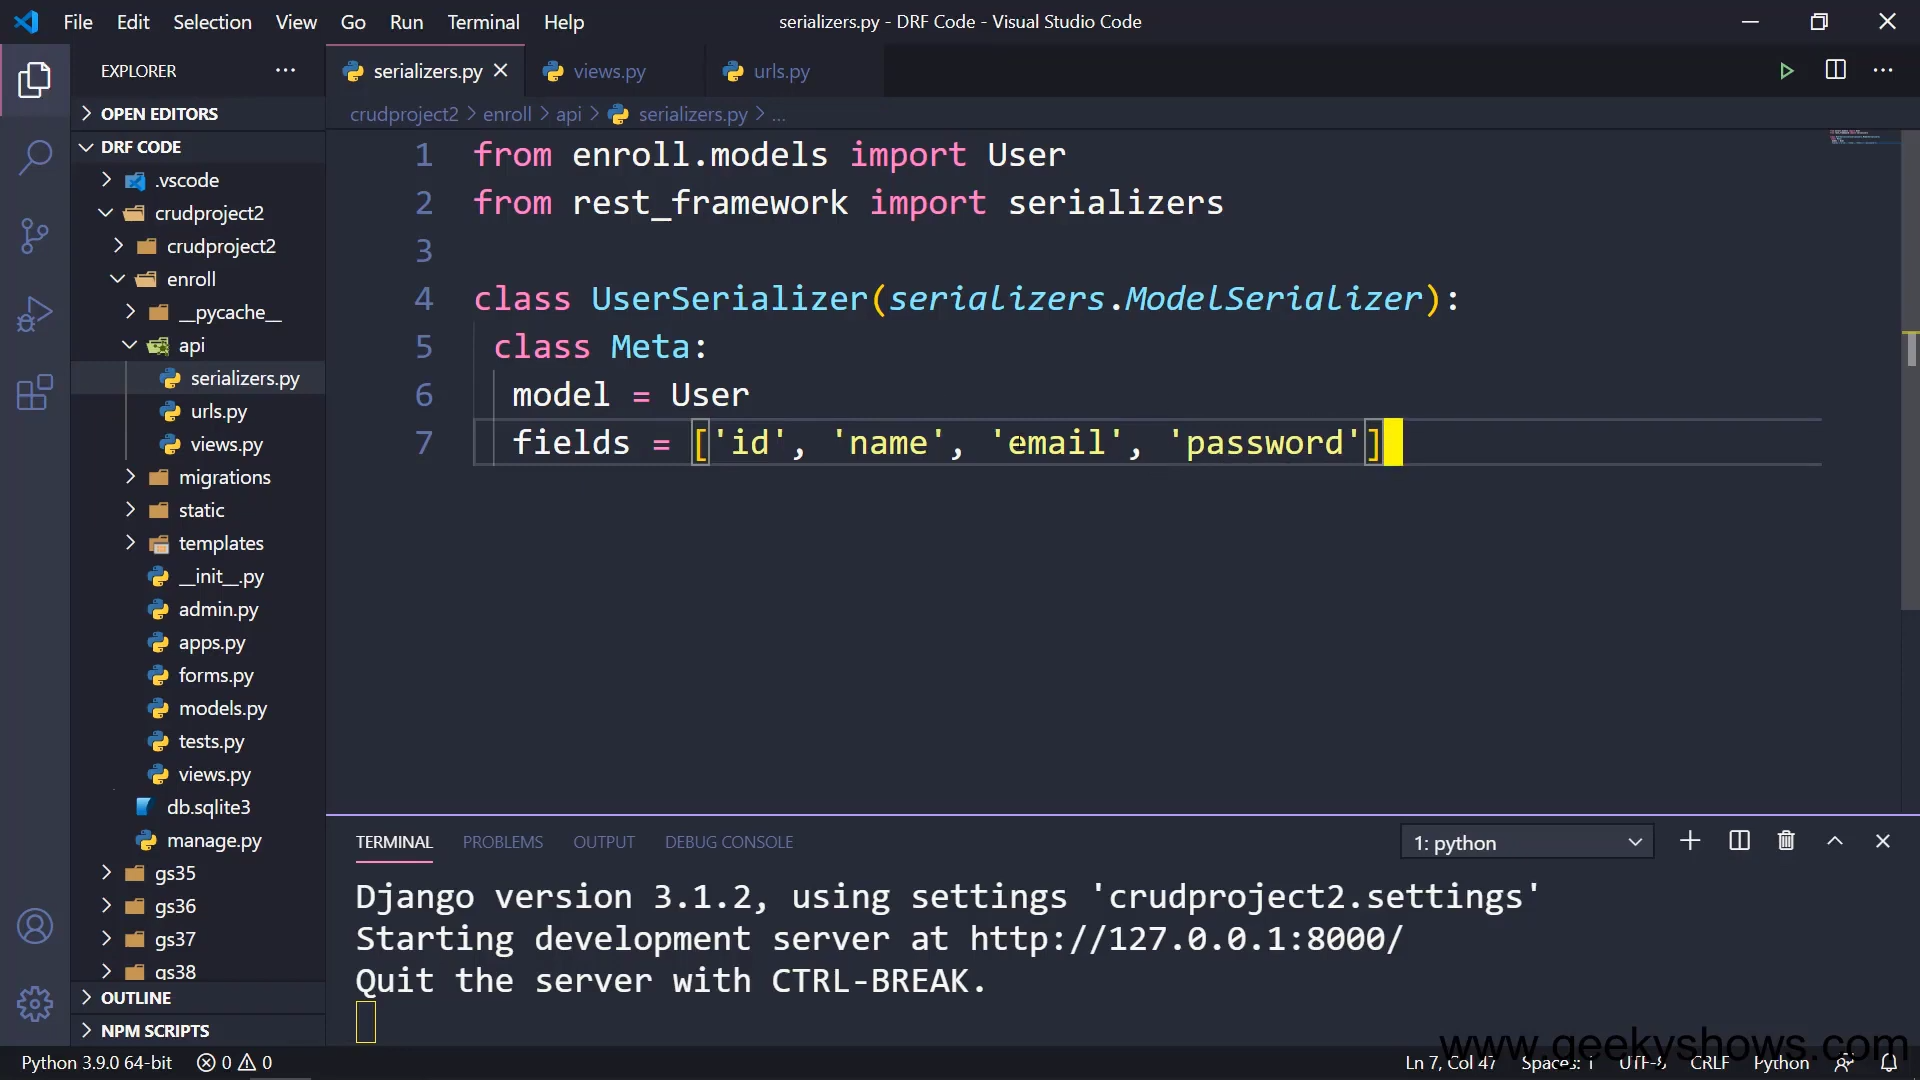 File Edit Selection View Go Run Terminal Help
serializers.py - DRF Code - Visual Studio Code
EXPLORER
serializers.py
views.py
urls.py
OPEN EDITORS
crudproject2 > enroll > api > serializers.py > ...
DRF CODE
.vscode
crudproject2
crudproject2
enroll
__pycache__
api
serializers.py
urls.py
views.py
migrations
static
templates
__init__.py
admin.py
apps.py
forms.py
models.py
tests.py
views.py
db.sqlite3
manage.py
gs35
gs36
gs37
gs38
OUTLINE
NPM SCRIPTS
1 from enroll.models import User
2 from rest_framework import serializers
3
4 class UserSerializer(serializers.ModelSerializer):
5 class Meta:
6 model = User
7 fields = ['id', 'name', 'email', 'password']
TERMINAL PROBLEMS OUTPUT DEBUG CONSOLE
1: python
Django version 3.1.2, using settings 'crudproject2.settings'
Starting development server at http://127.0.0.1:8000/
Quit the server with CTRL-BREAK.
www.geekyshows.com
Python 3.9.0 64-bit 0 0
Ln 7, Col 47 Spaces: 1 UTF-8 CRLF Python